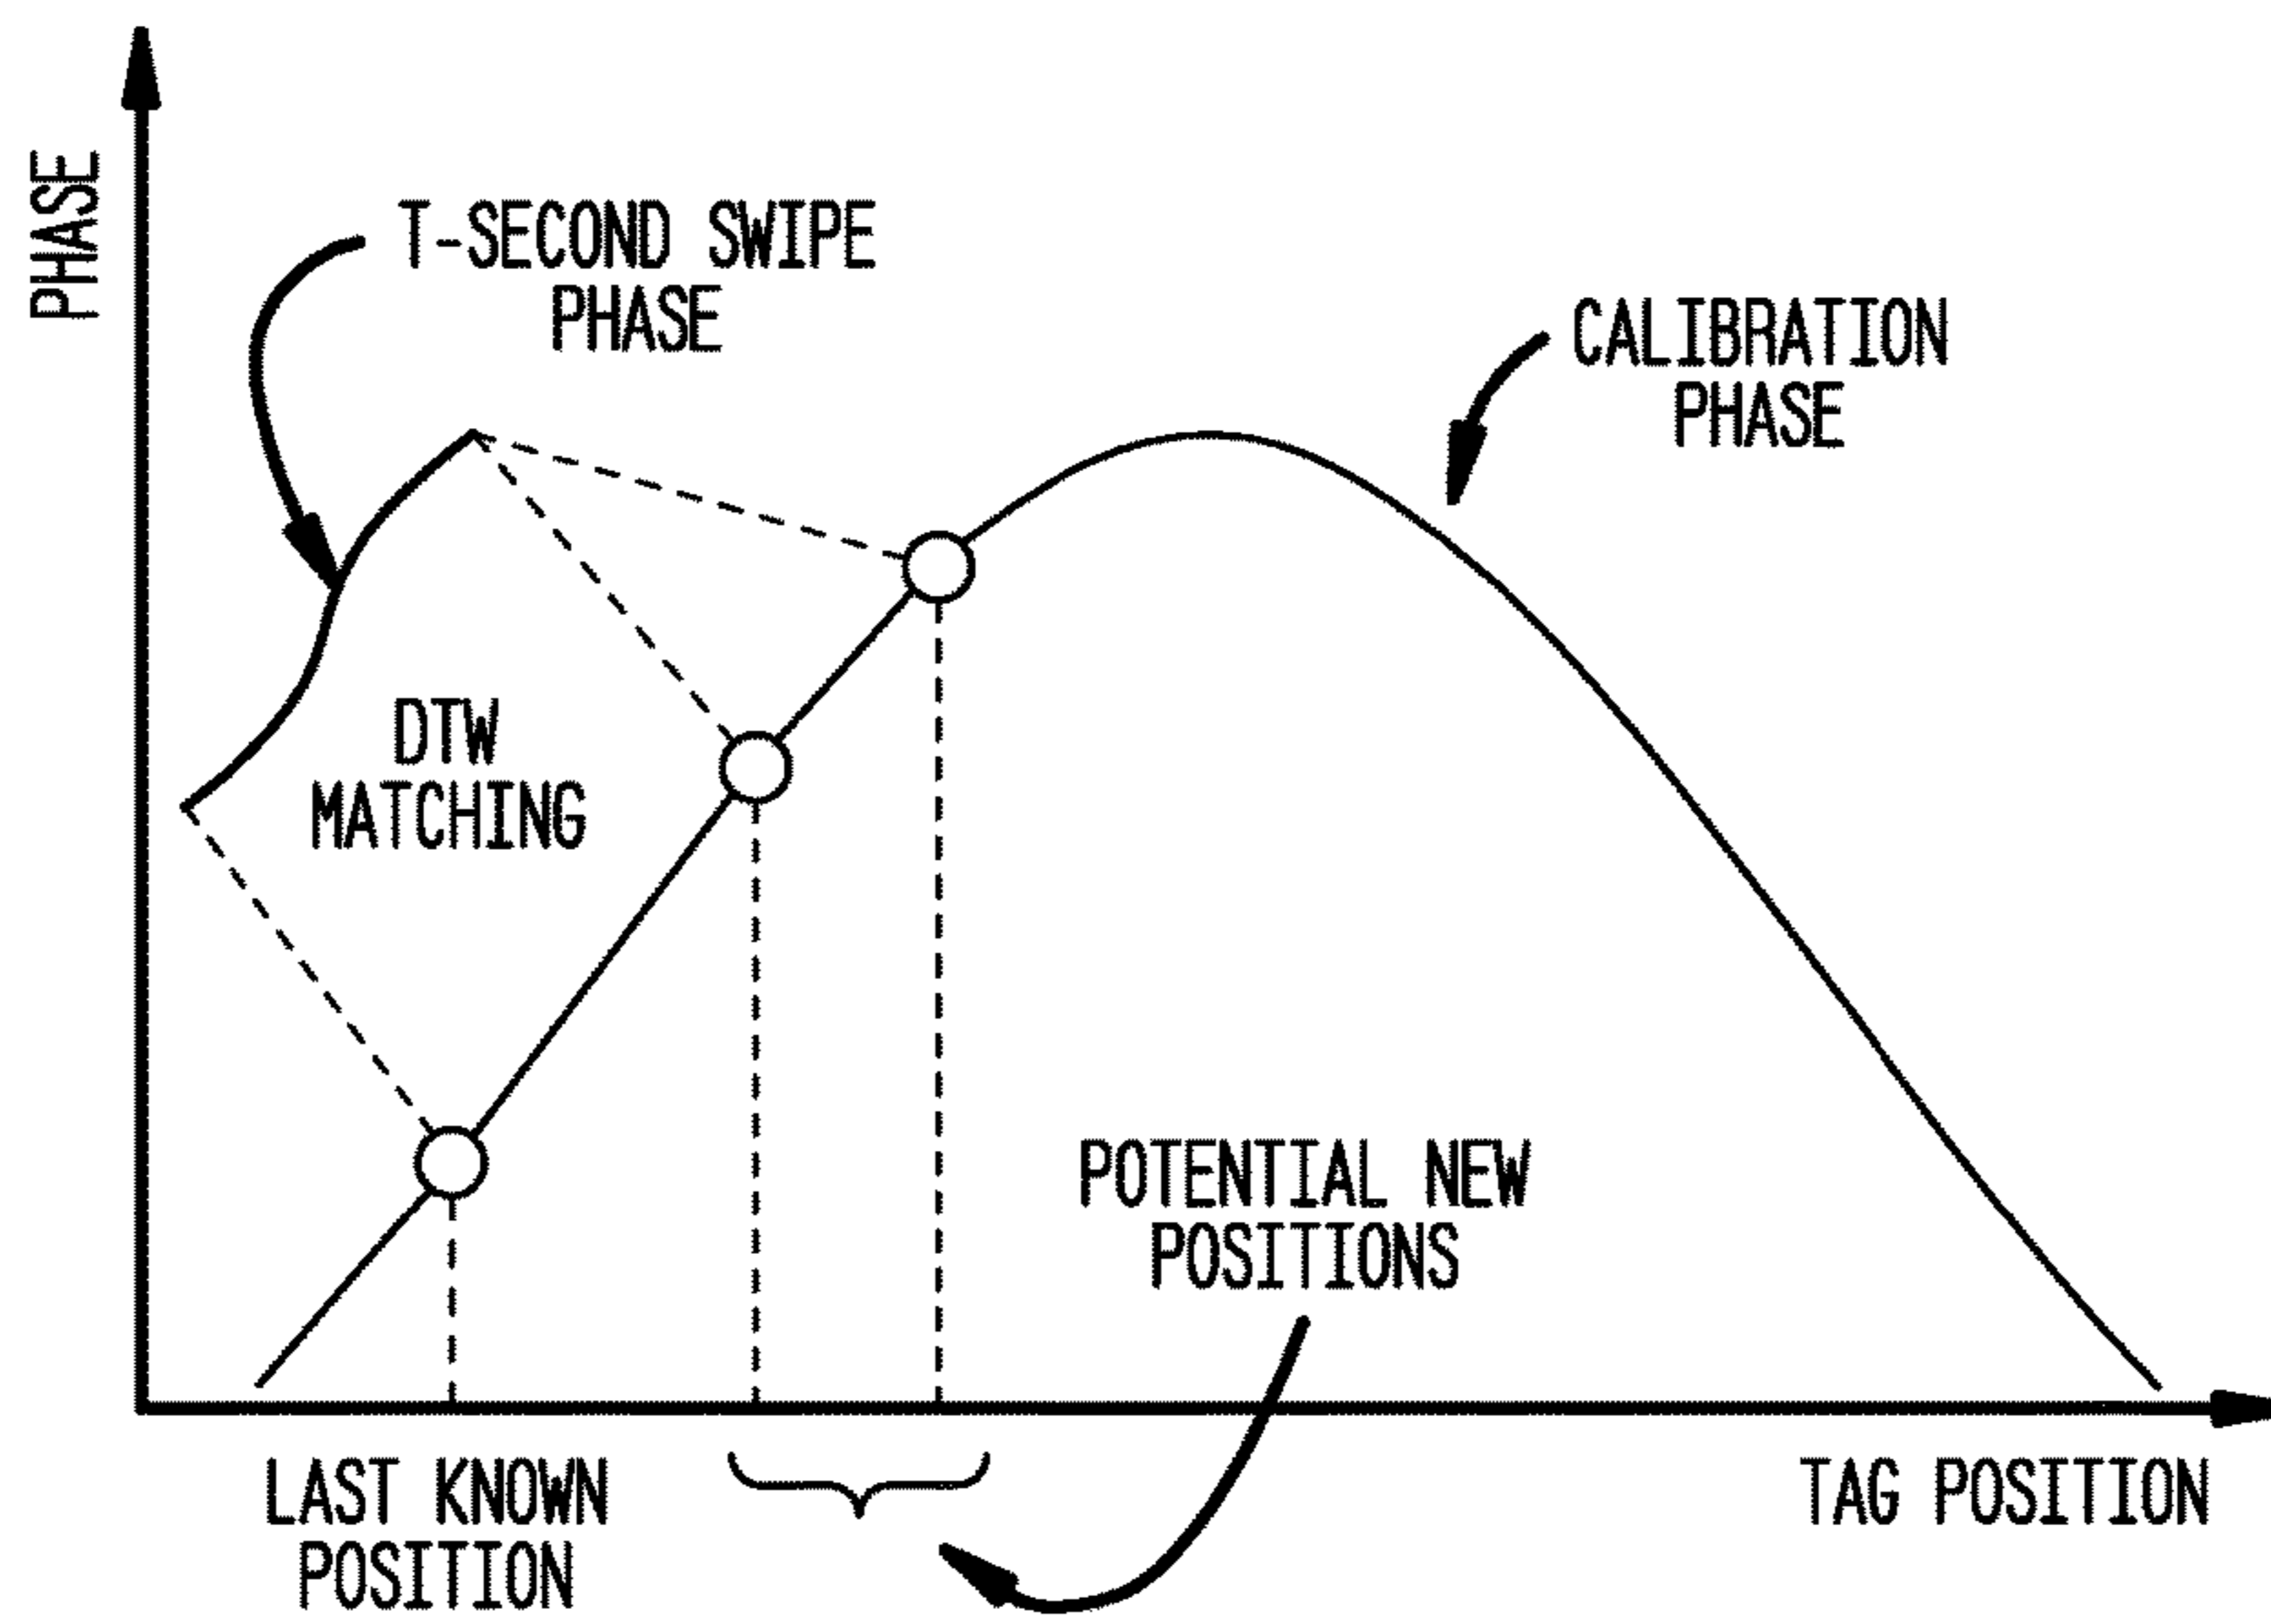 PHASE
T-SECOND SWIPE
PHASE
CALIBRATION
PHASE
DTW
MATCHING
POTENTIAL NEW
POSITIONS
LAST KNOWN
POSITION
TAG POSITION